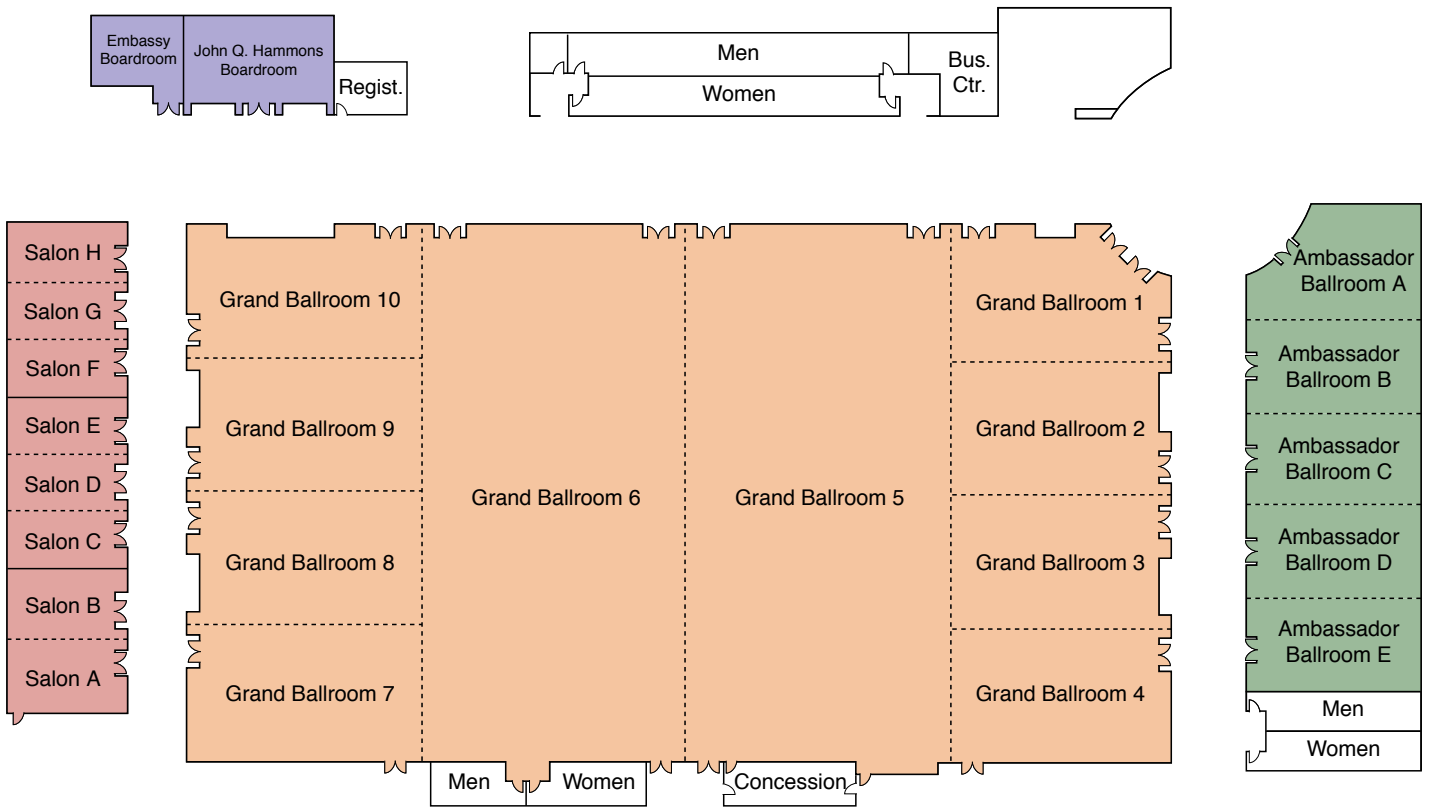 Embassy
Boardroom
John Q. Hammons
Boardroom
Regist.
Men
Women
Bus.
Ctr.
Salon H
Salon G
Salon F
Salon E
Salon D
Salon C
Salon B
Salon A
Grand Ballroom 10
Grand Ballroom 9
Grand Ballroom 8
Grand Ballroom 7
Grand Ballroom 6
Grand Ballroom 5
Grand Ballroom 1
Grand Ballroom 2
Grand Ballroom 3
Grand Ballroom 4
Men
Women
Concession
Ambassador
Ballroom A
Ambassador
Ballroom B
Ambassador
Ballroom C
Ambassador
Ballroom D
Ambassador
Ballroom E
Men
Women